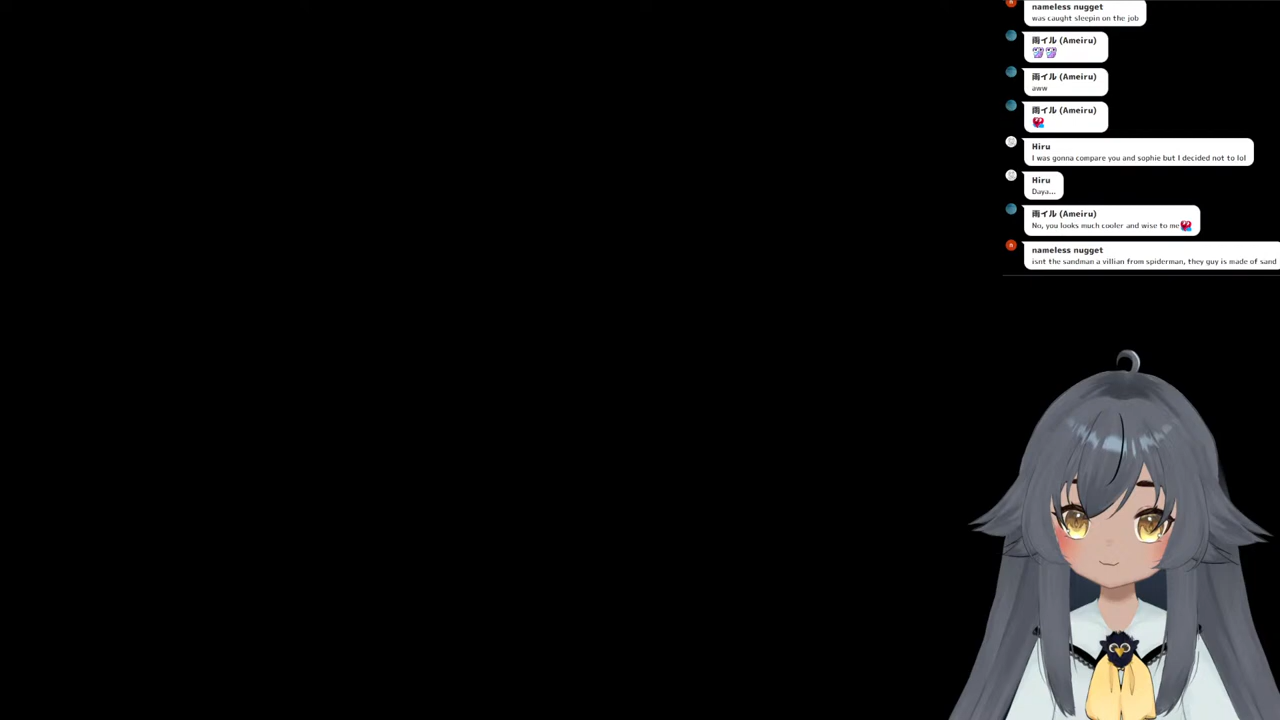 nameless nugget
was caught sleepin on the job
雨イル (Ameiru)
雨イル (Ameiru)
aww
雨イル (Ameiru)
Hiru
I was gonna compare you and sophie but I decided not to lol
Hiru
Daya...
雨イル (Ameiru)
No, you looks much cooler and wise to me
n
nameless nugget
isnt the sandman a villian from spiderman, they guy is made of sand